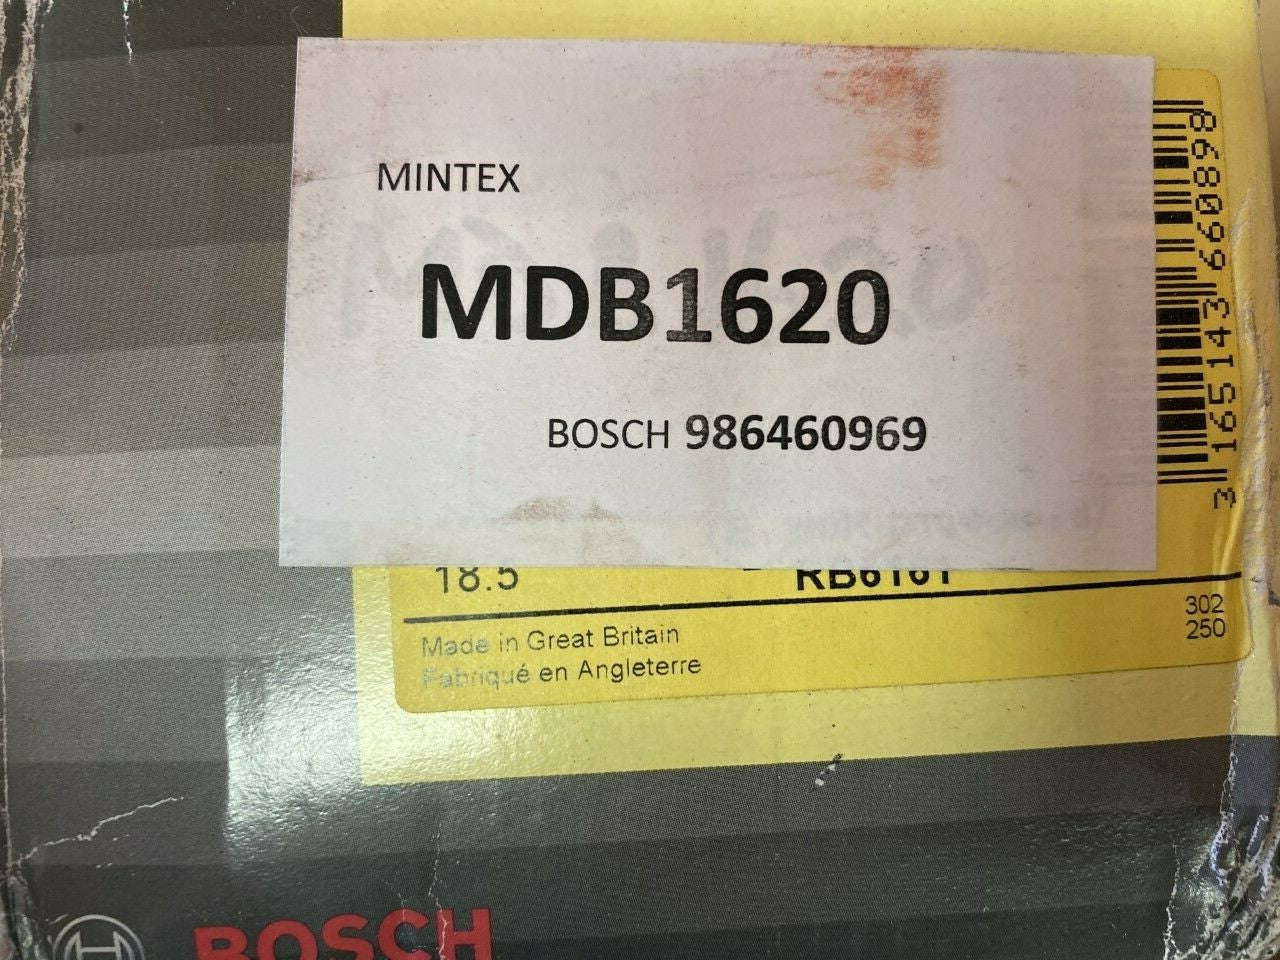 MINTEX
MDB1620
BOSCH 986460969
3 165143 660898
18.5
302
250
Made in Great Britain
Fabriqué en Angleterre
BOSCH